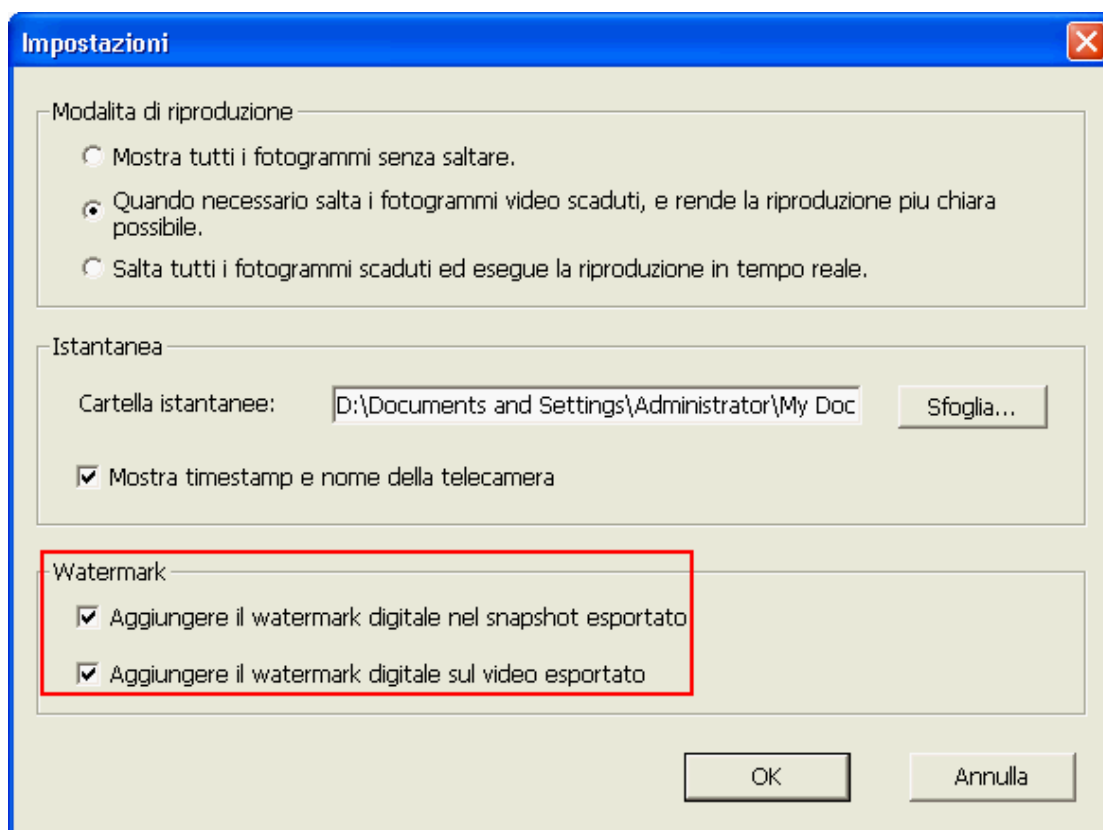 Impostazioni
Modalita di riproduzione
Mostra tutti i fotogrammi senza saltare.
Quando necessario salta i fotogrammi video scaduti, e rende la riproduzione piu chiara
possibile.
Salta tutti i fotogrammi scaduti ed esegue la riproduzione in tempo reale.
Istantanea
Cartella istantanee: D:\Documents and Settings\Administrator\My Doc Sfoglia...
Mostra timestamp e nome della telecamera
Watermark
Aggiungere il watermark digitale nel snapshot esportato
Aggiungere il watermark digitale sul video esportato
OK Annulla